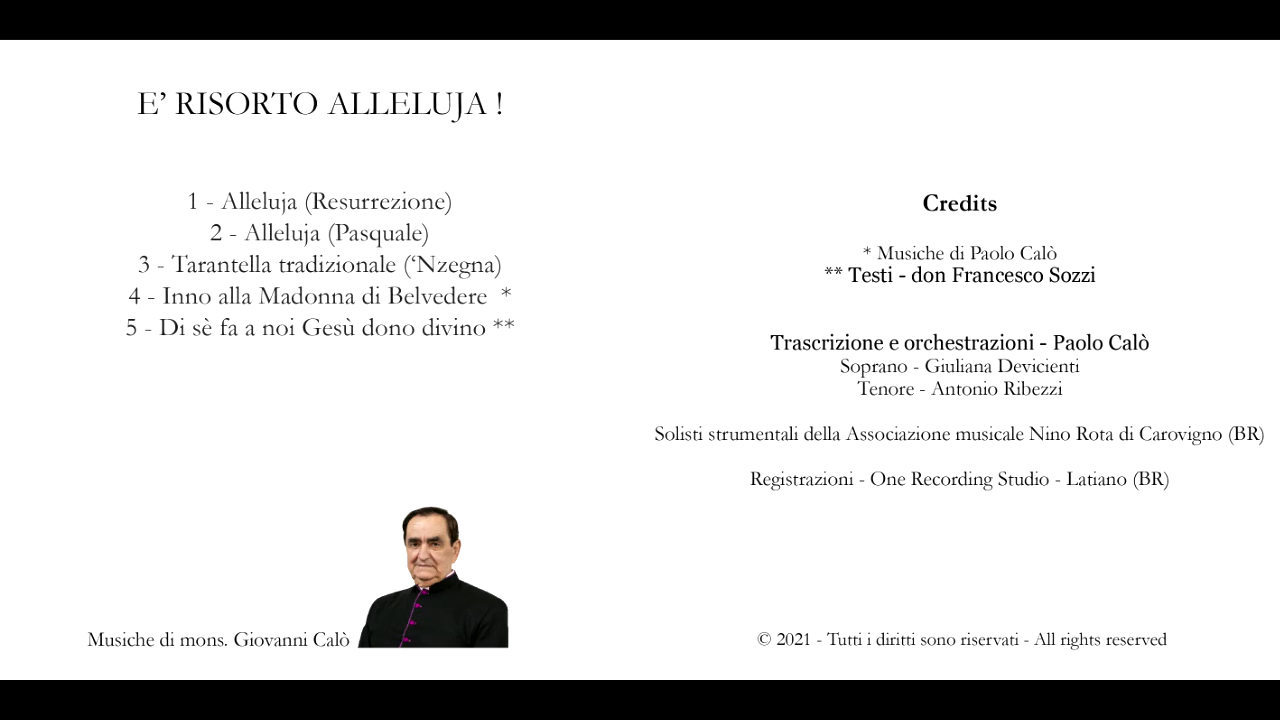 E’ RISORTO ALLELUJA !
1 - Alleluja (Resurrezione)
2 - Alleluja (Pasquale)
3 - Tarantella tradizionale (‘Nzegna)
4 - Inno alla Madonna di Belvedere *
5 - Di sè fa a noi Gesù dono divino **
Musiche di mons. Giovanni Calò
Credits
* Musiche di Paolo Calò
** Testi - don Francesco Sozzi
Trascrizione e orchestrazioni - Paolo Calò
Soprano - Giuliana Devicienti
Tenore - Antonio Ribezzi
Solisti strumentali della Associazione musicale Nino Rota di Carovigno (BR)
Registrazioni - One Recording Studio - Latiano (BR)
© 2021 - Tutti i diritti sono riservati - All rights reserved